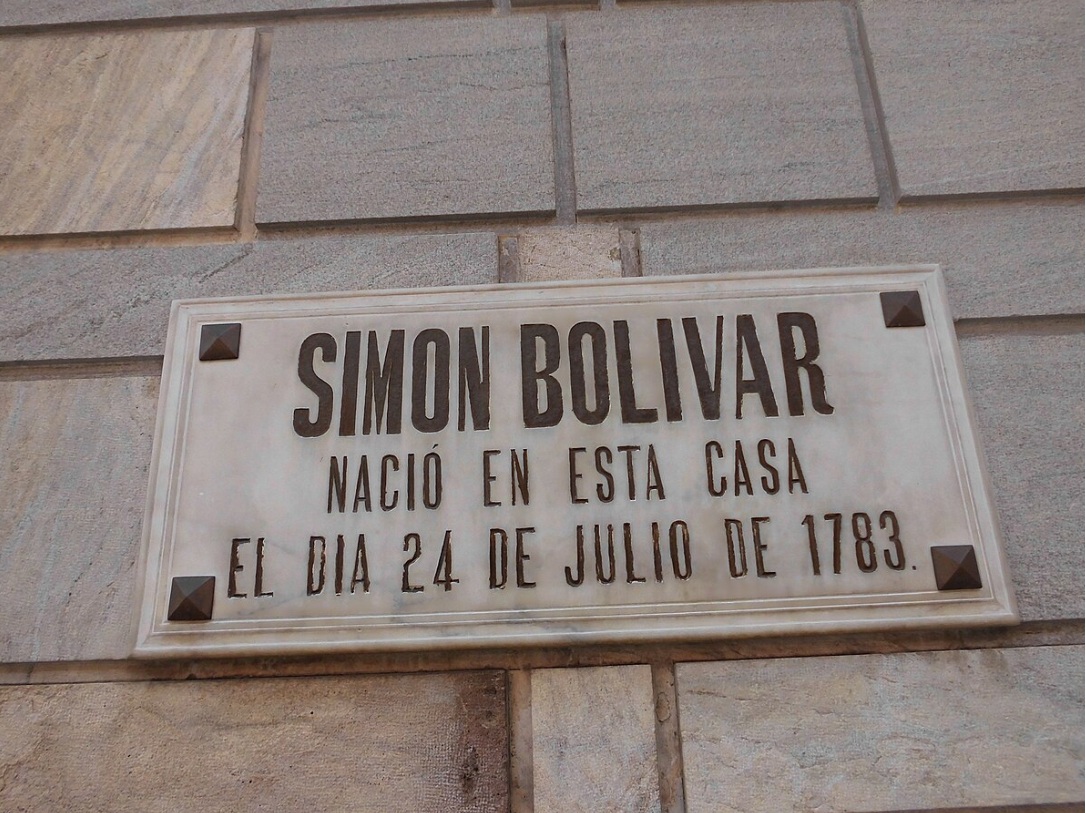 SIMON BOLIVAR
NACIÓ EN ESTA CASA
EL DIA 24 DE JULIO DE 1783.